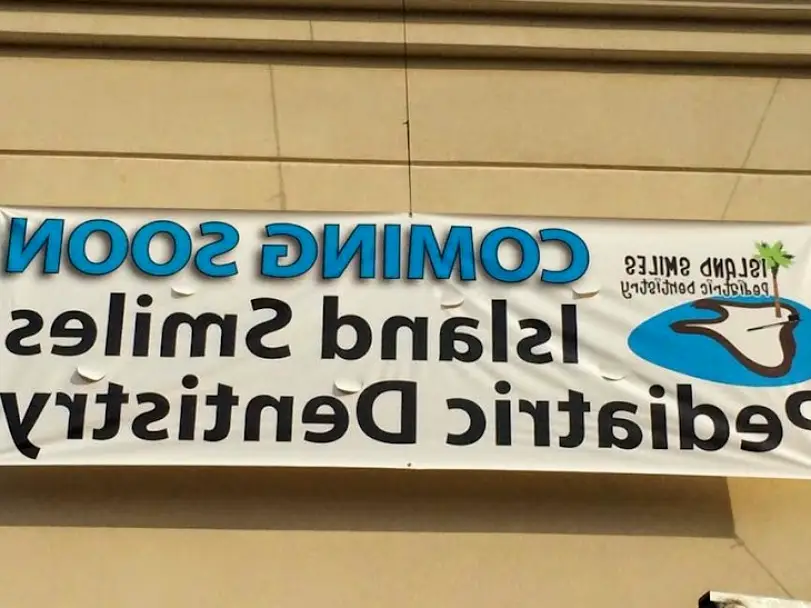 COMING SOON
Island Smiles
Pediatric Dentistry
ISLAND SMILES
Pediatric Dentistry